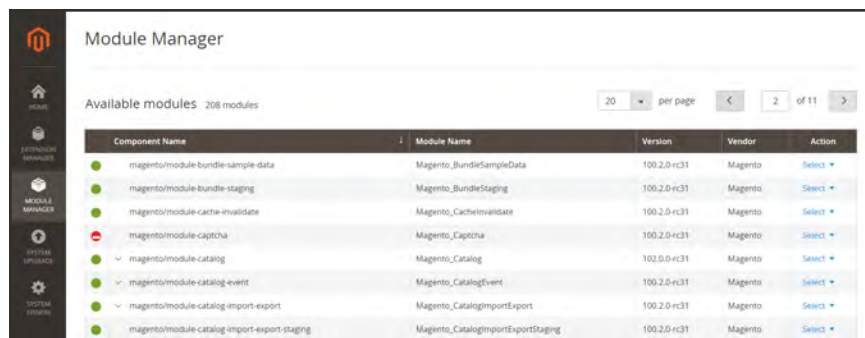 Module Manager
HOME
Available modules 208 modules
20 per page 2 of 11
EXTENSION MANAGER
Component Name Module Name Version Vendor Action
magento/module-bundle-sample-data Magento_BundleSampleData 100.2.0-rc31 Magento Select
magento/module-bundle-staging Magento_BundleStaging 100.2.0-rc31 Magento Select
MODULE MANAGER
magento/module-cache-invalidate Magento_CacheInvalidate 100.2.0-rc31 Magento Select
magento/module-captcha Magento_Captcha 100.2.0-rc31 Magento Select
SYSTEM UPGRADE
magento/module-catalog Magento_Catalog 102.0.0-rc31 Magento Select
magento/module-catalog-event Magento_CatalogEvent 100.2.0-rc31 Magento Select
SYSTEM CONFIG
magento/module-catalog-import-export Magento_CatalogImportExport 100.2.0-rc31 Magento Select
magento/module-catalog-import-export-staging Magento_CatalogImportExportStaging 100.2.0-rc31 Magento Select